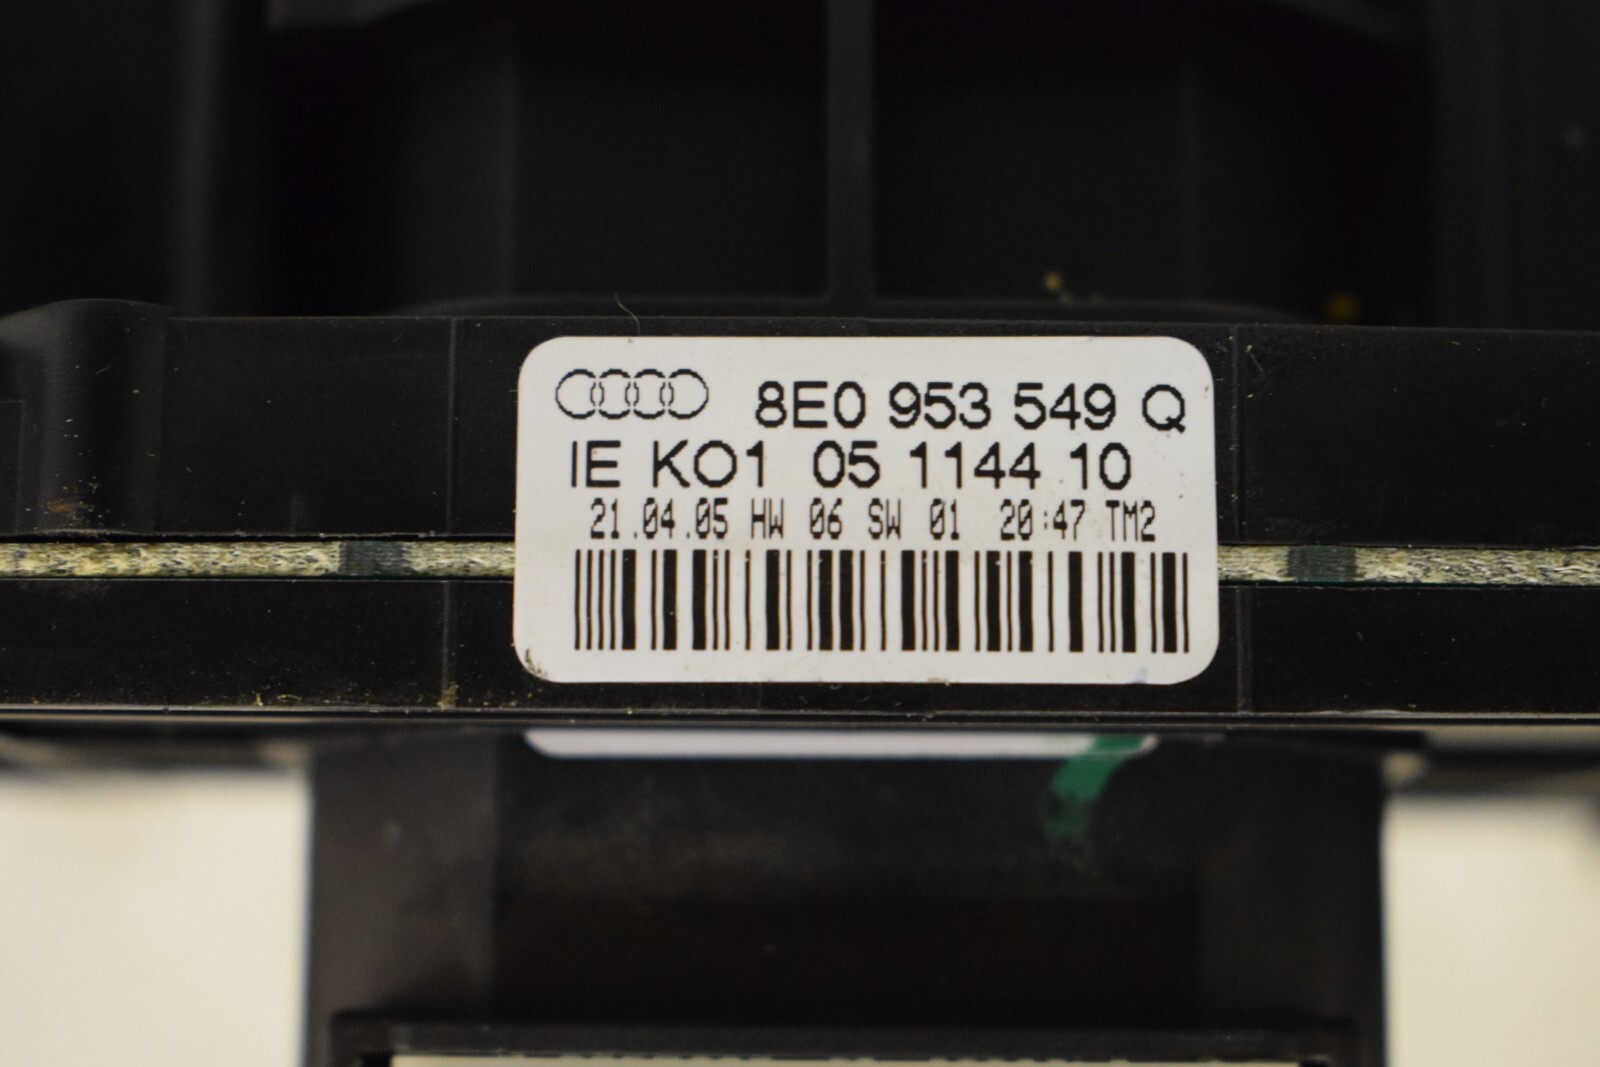 8E0 953 549 Q
IE KO1 05 1144 10
21.04.05 HW 06 SW 01 20:47 TM2